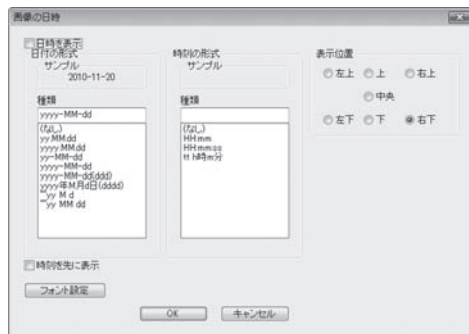 画像の日時
日時を表示
日付の形式
サンプル
2010-11-20
種類
yyyy-MM-dd
(なし)
yy.MM.dd
yyyy.MM.dd
yy-MM-dd
yyyy-MM-dd
yyyy-MM-dd(ddd)
yyyy年M月d日(dddd)
__yy M d
__yy MM dd
時刻の形式
サンプル
種類
(なし)
HH:mm
HH:mm:ss
tt h時m分
表示位置
左上
上
右上
中央
左下
下
右下
時刻を先に表示
フォント設定
OK
キャンセル